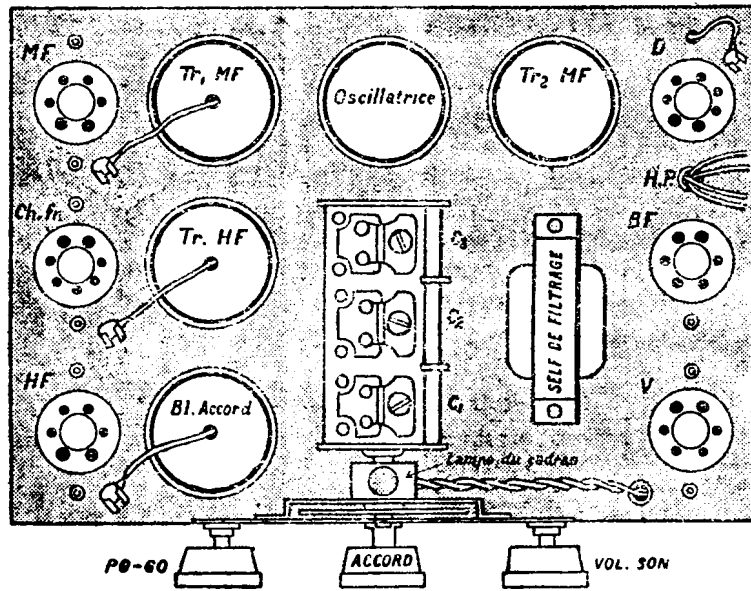 MF
Tr₁ MF
Oscillatrice
Tr₂ MF
D
H.P.
Ch. fr.
Tr. HF
C₃
SELF DE FILTRAGE
BF
C₂
HF
Bl. Accord
C₁
V
Lampe du cadran
PO-GO
ACCORD
VOL. SON